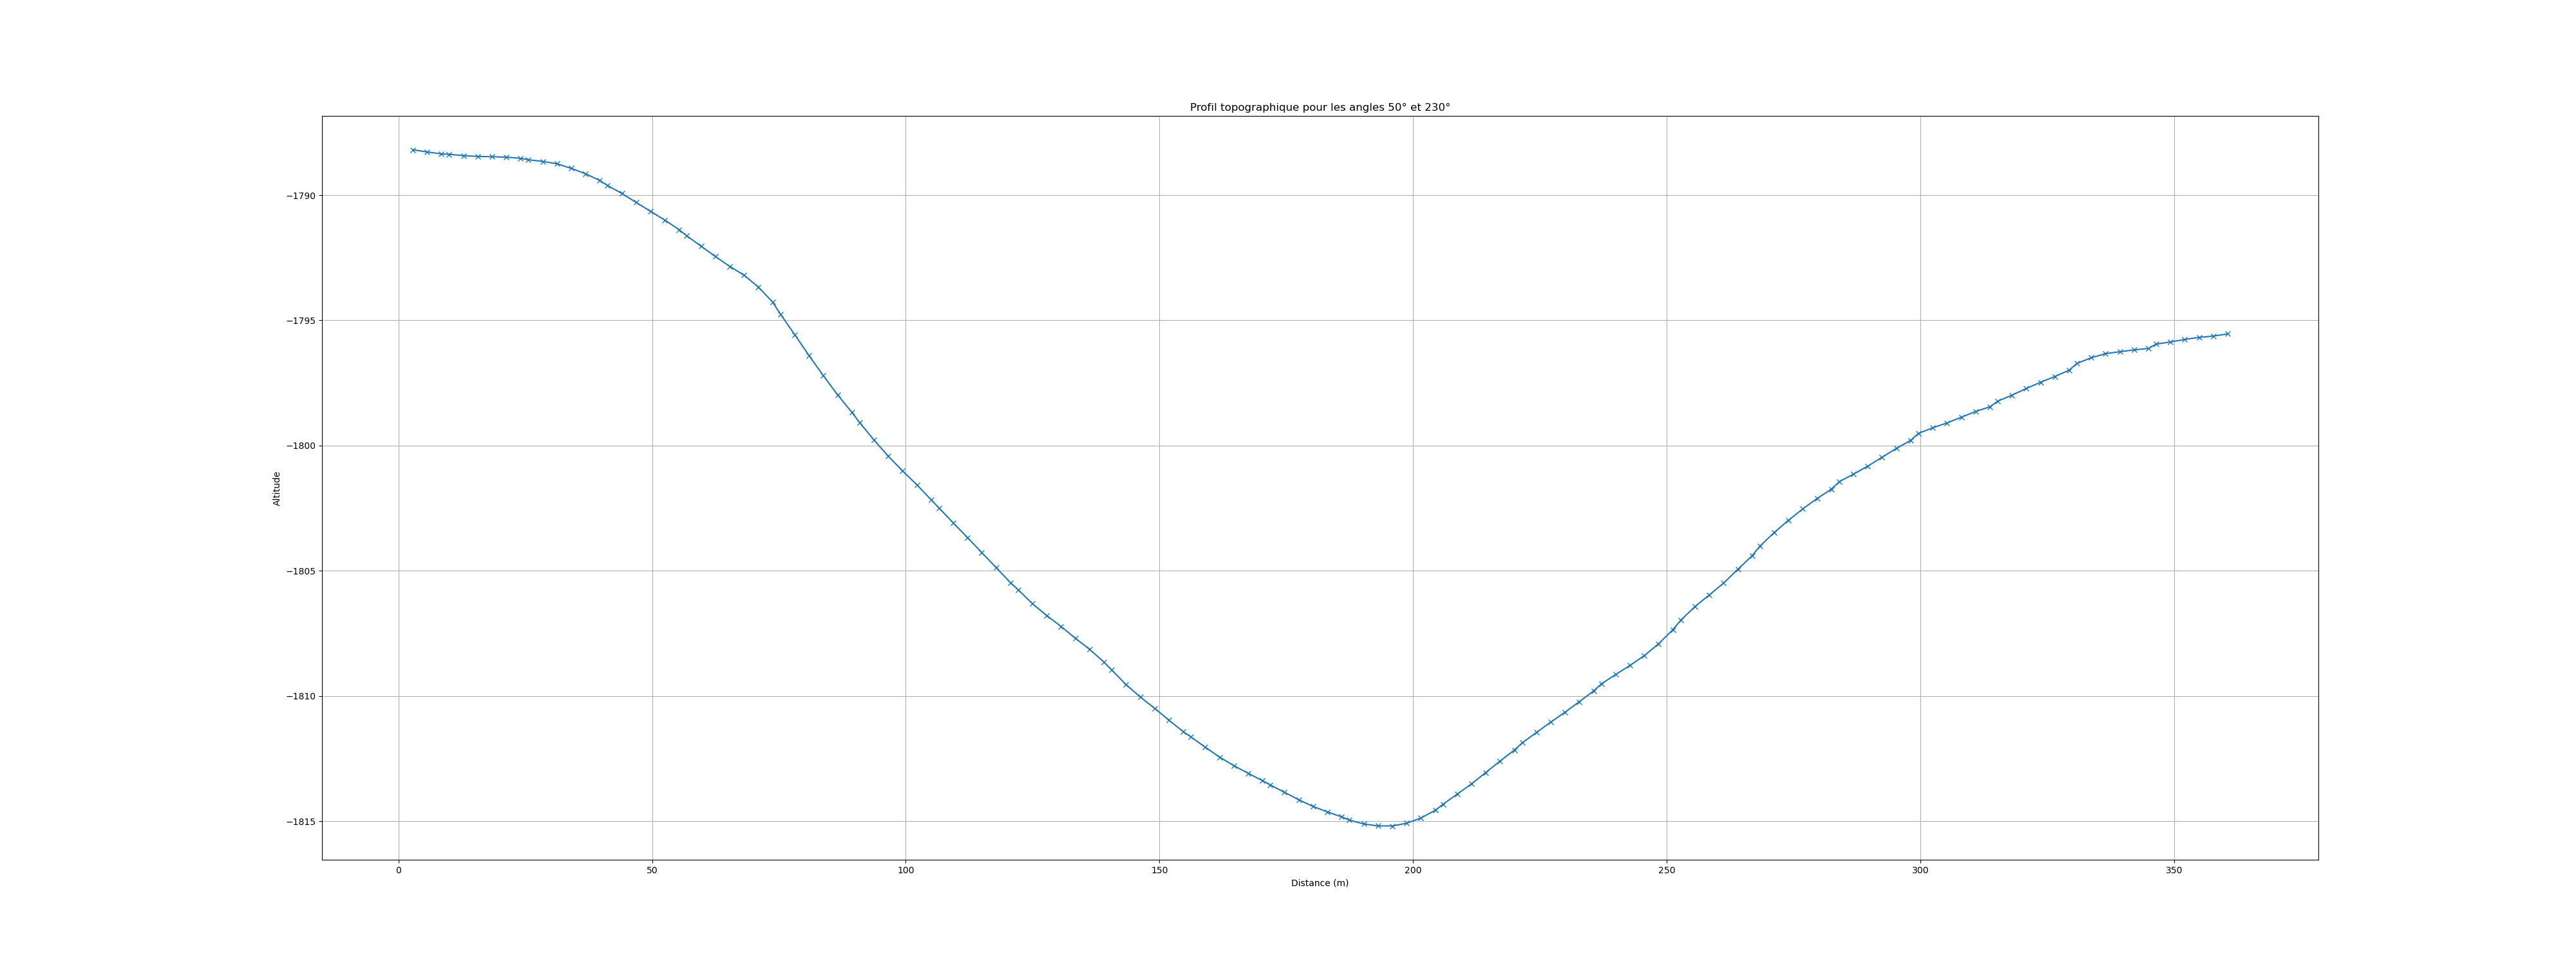 Profil topographique pour les angles 50° et 230°
−1790
−1795
−1800
−1805
−1810
−1815
Altitude
0 50 100 150 200 250 300 350
Distance (m)